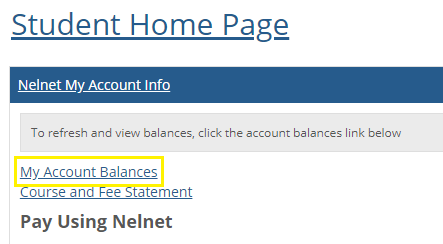 Student Home Page
Nelnet My Account Info
To refresh and view balances, click the account balances link below
My Account Balances
Course and Fee Statement
Pay Using Nelnet